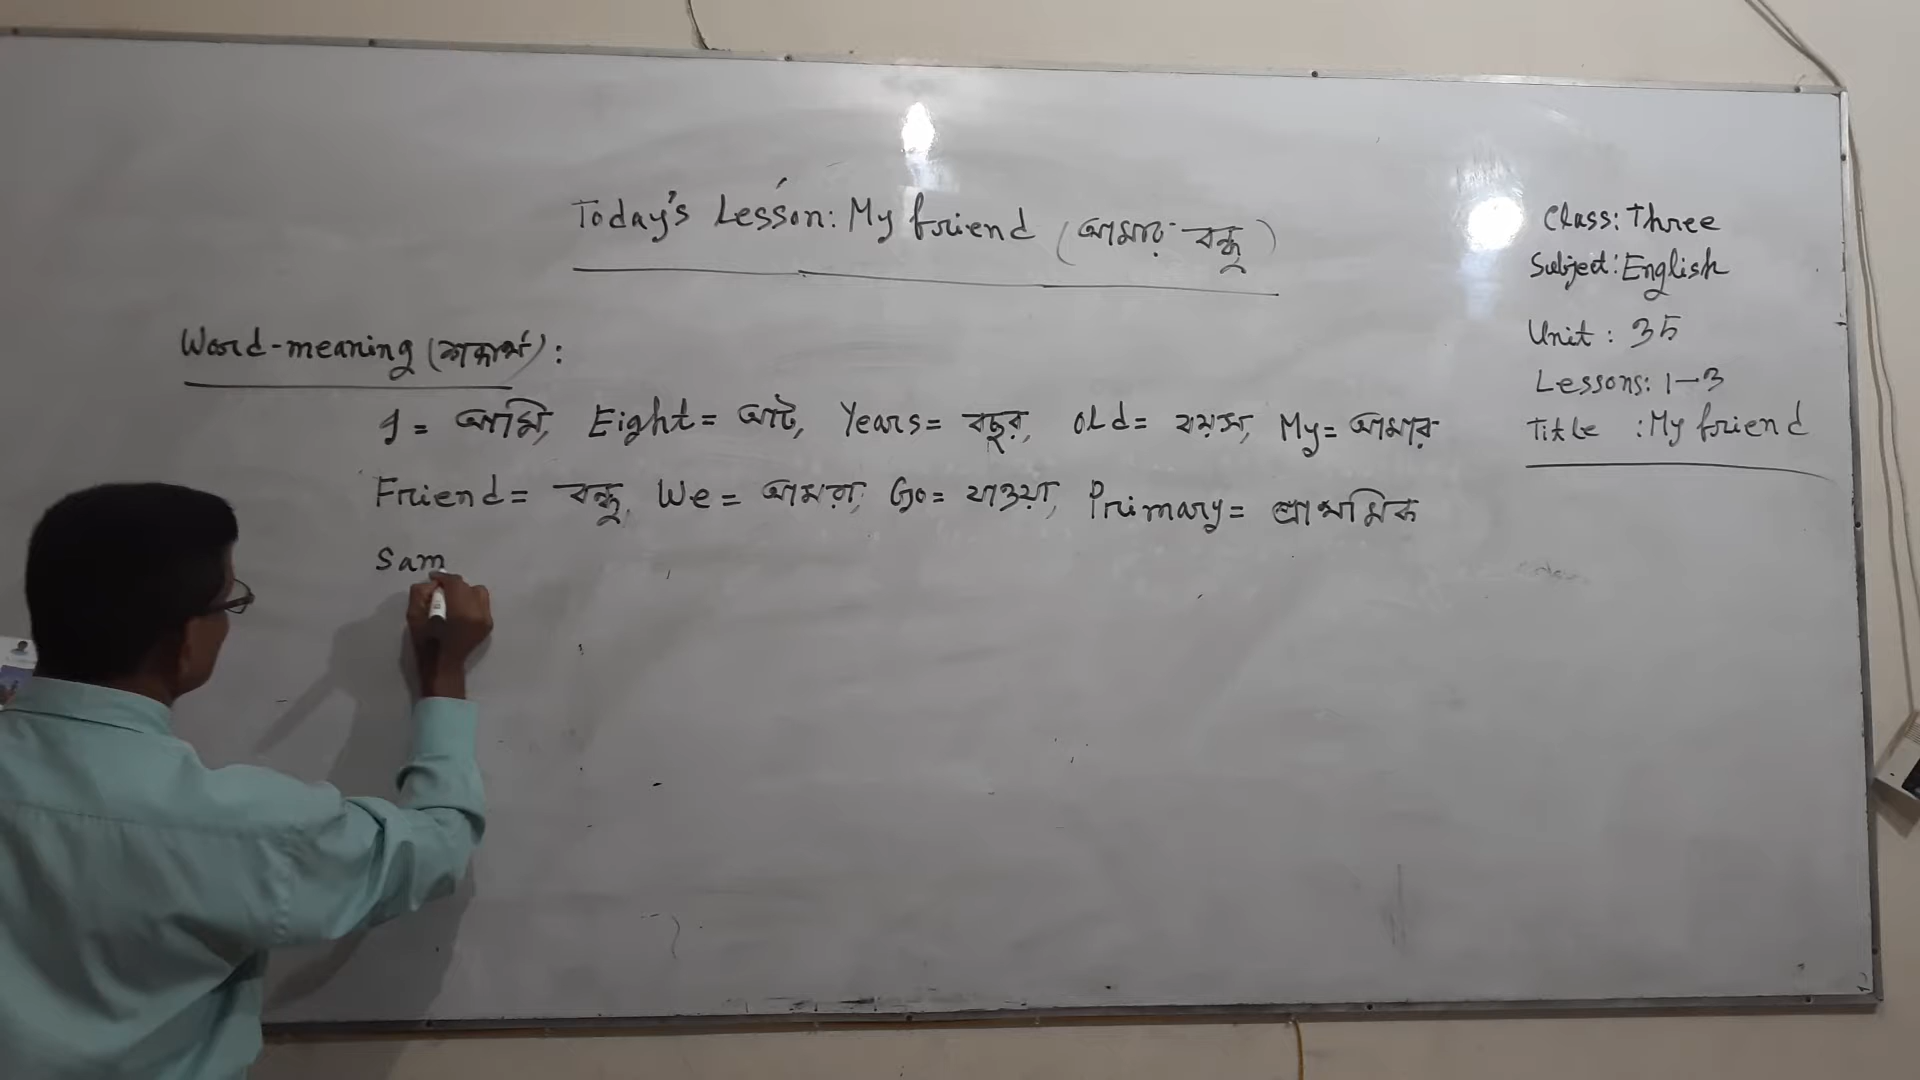 Today's Lesson: My friend (আমার বন্ধু)
Class: Three
Subject: English
Unit : 35
Lessons: 1-3
Title : My friend
Word-meaning (শব্দার্থ) :
I = আমি, Eight = আট, Years = বছর, Old = বয়স, My = আমার
Friend = বন্ধু, We = আমরা, Go = যাওয়া, Primary = প্রাথমিক
Sam